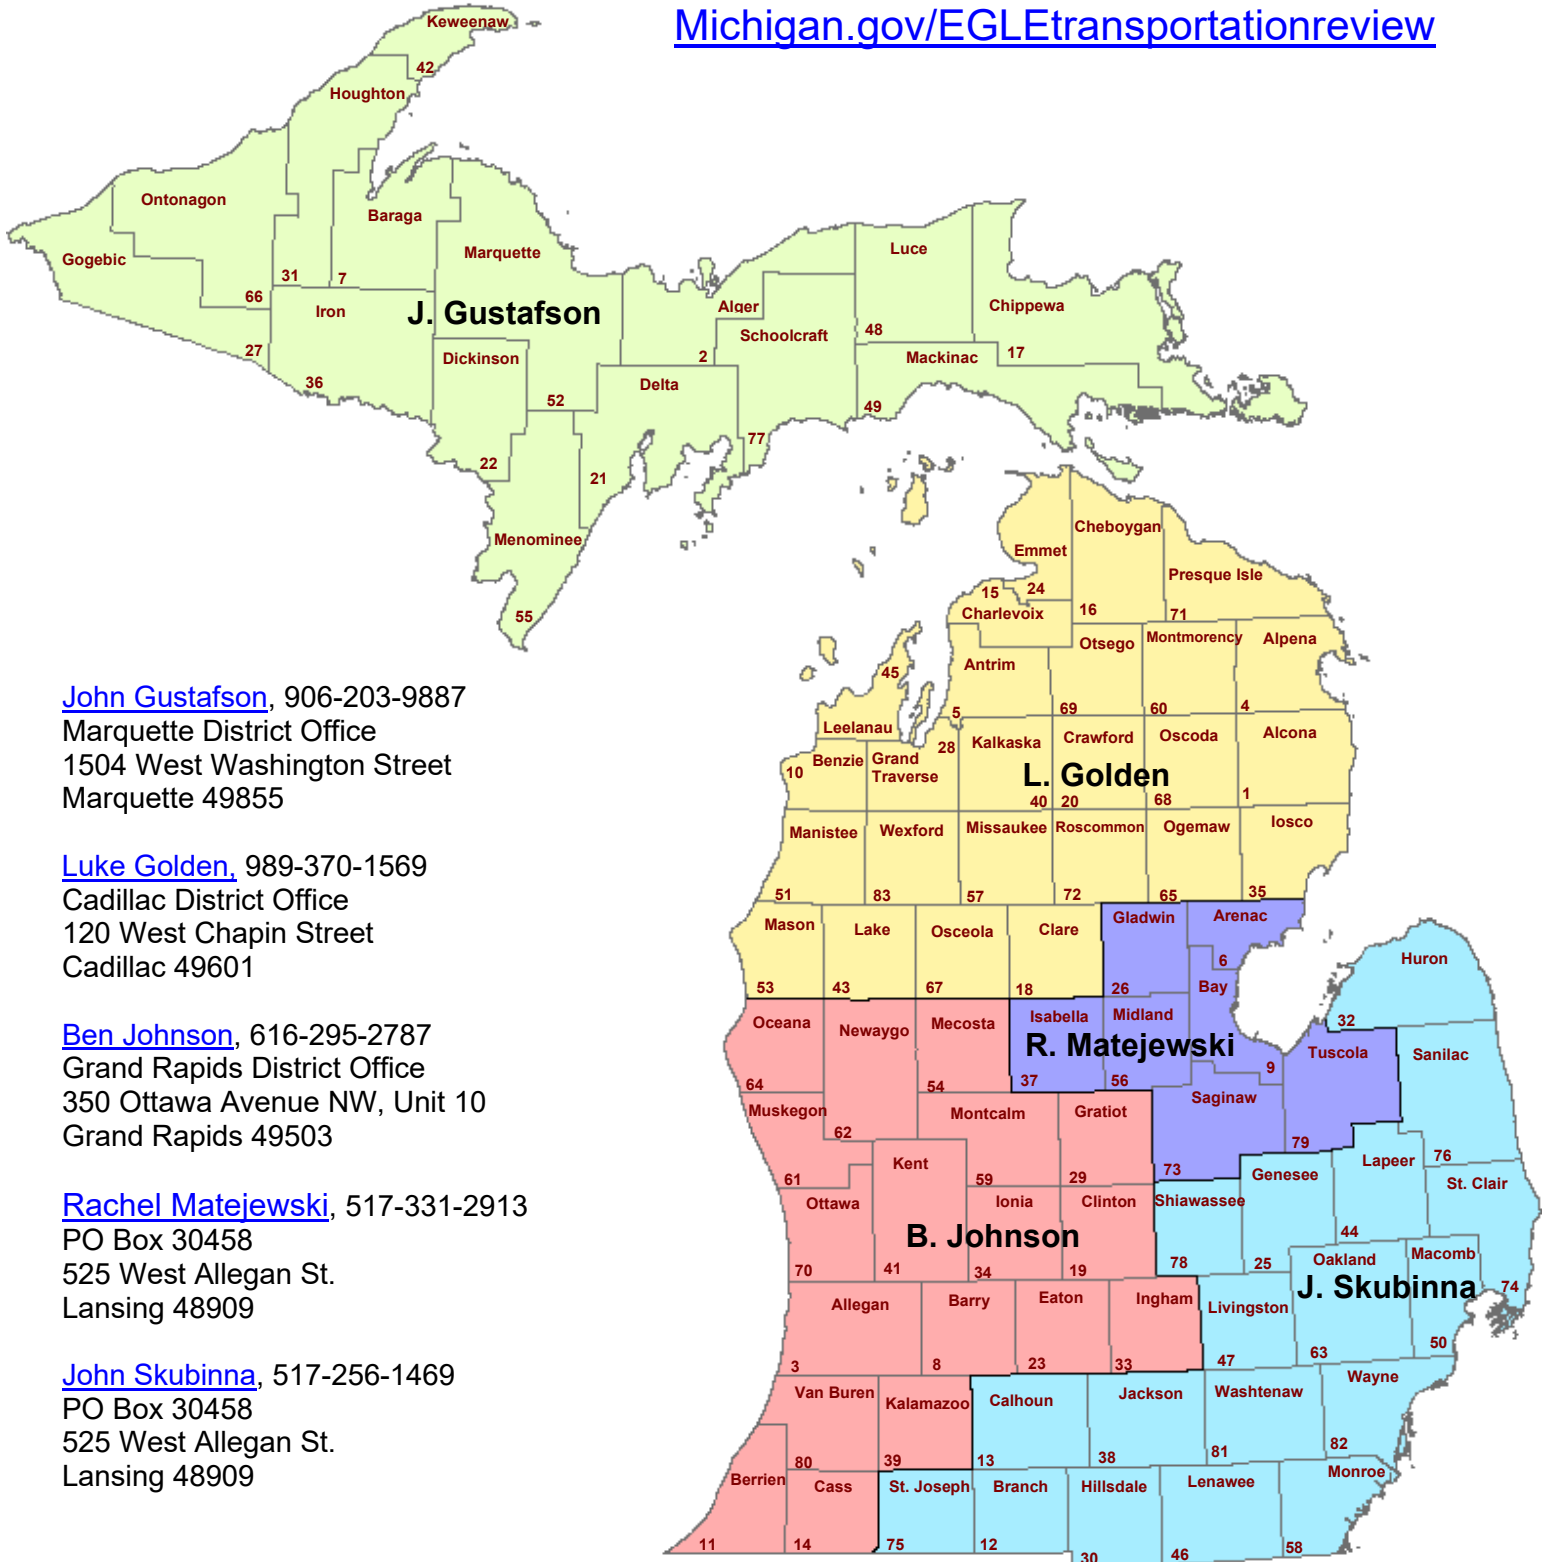 Michigan.gov/EGLEtransportationreview
Keweenaw
42
Houghton
Ontonagon
Baraga
Marquette
Gogebic
31
7
66
Iron
J. Gustafson
27
36
Dickinson
52
22
Alger
2
Schoolcraft
Delta
77
21
Menominee
55
Luce
48
Chippewa
17
Mackinac
49
Cheboygan
Emmet
24
Presque Isle
15
Charlevoix
16
71
Otsego
Montmorency
Alpena
Antrim
45
5
69
60
4
Leelanau
28
Kalkaska
Crawford
Oscoda
Alcona
10
Benzie
Grand
Traverse
L. Golden
40
20
68
1
Manistee
Wexford
Missaukee
Roscommon
Ogemaw
Iosco
51
83
57
72
65
35
Mason
Lake
Osceola
Clare
Gladwin
Arenac
6
53
43
67
18
26
Bay
Huron
32
Oceana
Newaygo
Mecosta
Isabella
Midland
R. Matejewski
Tuscola
Sanilac
64
54
37
56
9
Muskegon
62
Montcalm
Gratiot
Saginaw
79
76
61
Kent
59
29
73
Genesee
Lapeer
St. Clair
Ottawa
Ionia
Clinton
Shiawassee
B. Johnson
44
70
41
34
19
78
25
Oakland
Macomb
J. Skubinna
74
Allegan
Barry
Eaton
Ingham
Livingston
50
3
8
23
33
47
63
Van Buren
Kalamazoo
Calhoun
Jackson
Washtenaw
Wayne
80
39
13
38
81
82
Berrien
Cass
St. Joseph
Branch
Hillsdale
Lenawee
Monroe
11
14
75
12
30
46
58
John Gustafson, 906-203-9887
Marquette District Office
1504 West Washington Street
Marquette 49855
Luke Golden, 989-370-1569
Cadillac District Office
120 West Chapin Street
Cadillac 49601
Ben Johnson, 616-295-2787
Grand Rapids District Office
350 Ottawa Avenue NW, Unit 10
Grand Rapids 49503
Rachel Matejewski, 517-331-2913
PO Box 30458
525 West Allegan St.
Lansing 48909
John Skubinna, 517-256-1469
PO Box 30458
525 West Allegan St.
Lansing 48909